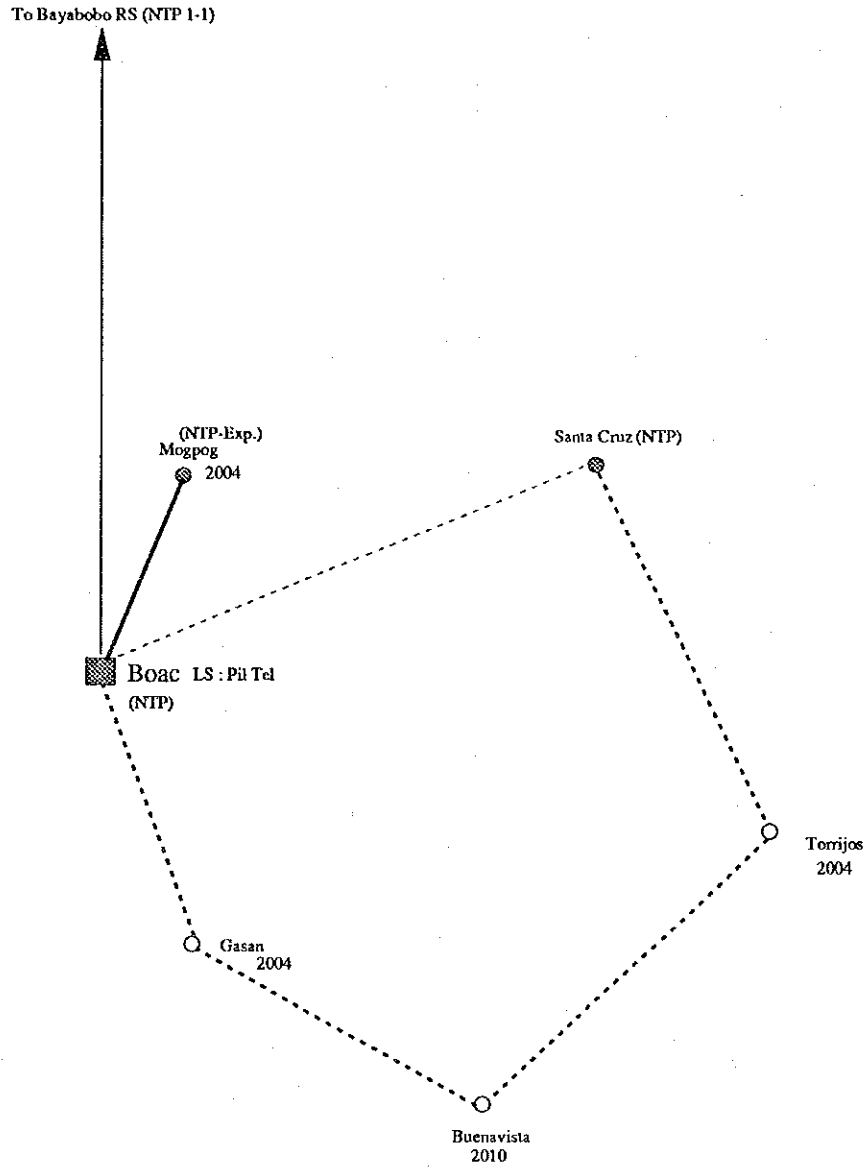 To Bayabobo RS (NTP 1-1)
(NTP-Exp.)
Mogpog
2004
Santa Cruz (NTP)
Boac LS : Pil Tel
(NTP)
Torrijos
2004
Gasan
2004
Buenavista
2010